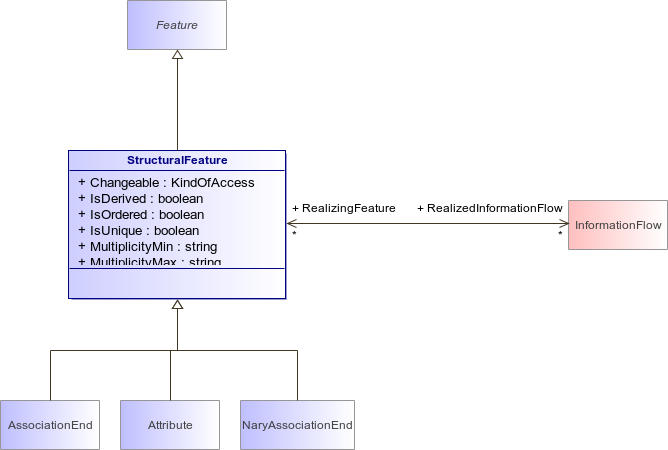 Feature
StructuralFeature
+ Changeable : KindOfAccess
+ IsDerived : boolean
+ IsOrdered : boolean
+ IsUnique : boolean
+ MultiplicityMin : string
+ MultiplicityMax : string
+ RealizingFeature + RealizedInformationFlow
* *
InformationFlow
AssociationEnd Attribute NaryAssociationEnd